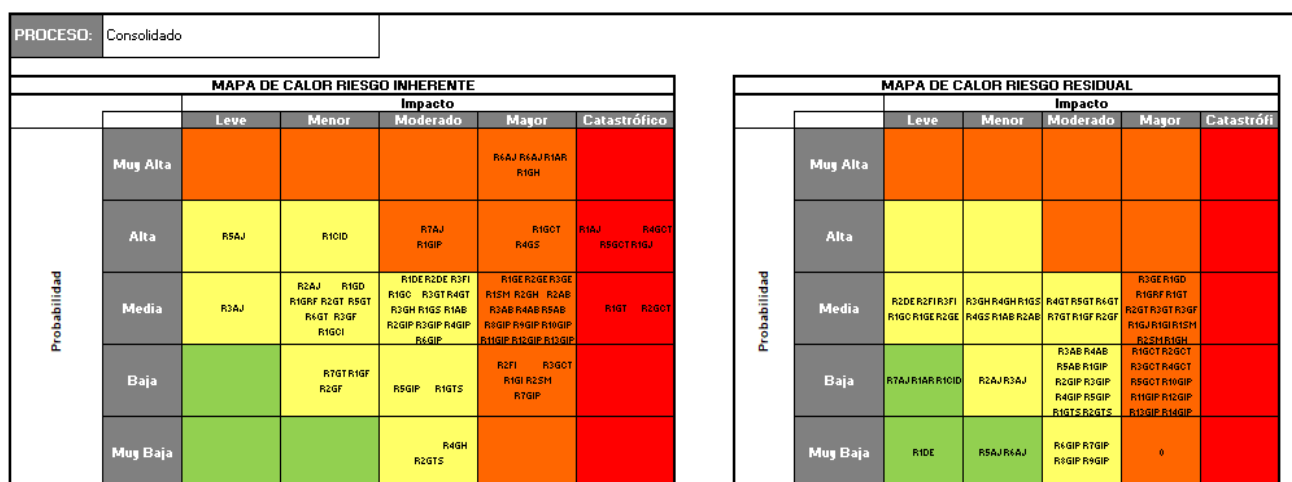 PROCESO: Consolidado
MAPA DE CALOR RIESGO INHERENTE
Impacto
Leve Menor Moderado Mayor Catastrófico
Probabilidad
Muy Alta
R6AJ R6AJ R1AR
R1GH
Alta
R5AJ
R1CID
R7AJ
R1GIP
R1GCT
R4GS
R1AJ R4GCT
R5GCT R1GJ
Media
R3AJ
R2AJ R1GD
R1GRF R2GT R5GT
R6GT R3GF
R1GCI
R1DE R2DE R3FI
R1GC R3GT R4GT
R3GH R1GS R1AB
R2GIP R3GIP R4GIP
R6GIP
R1GE R2GE R3GE
R1SM R2GH R2AB
R3AB R4AB R5AB
R8GIP R9GIP R10GIP
R11GIP R12GIP R13GIP
R1GT R2GCT
Baja
R7GT R1GF
R2GF
R5GIP R1GTS
R2FI R3GCT
R1GI R2SM
R7GIP
Muy Baja
R4GH
R2GTS
MAPA DE CALOR RIESGO RESIDUAL
Impacto
Leve Menor Moderado Mayor Catastrófi
Probabilidad
Muy Alta
Alta
Media
R2DE R2FI R3FI
R1GC R1GE R2GE
R3GH R4GH R1GS
R4GS R1AB R2AB
R4GT R5GT R6GT
R7GT R1GF R2GF
R3GE R1GD
R1GRF R1GT
R2GT R3GT R3GF
R1GJ R1GI R1SM
R2SM R1GH
Baja
R7AJ R1AR R1CID
R2AJ R3AJ
R3AB R4AB
R5AB R1GIP
R2GIP R3GIP
R4GIP R5GIP
R1GTS R2GTS
R1GCT R2GCT
R3GCT R4GCT
R5GCT R10GIP
R11GIP R12GIP
R13GIP R14GIP
Muy Baja
R1DE
R5AJ R6AJ
R6GIP R7GIP
R8GIP R9GIP
0